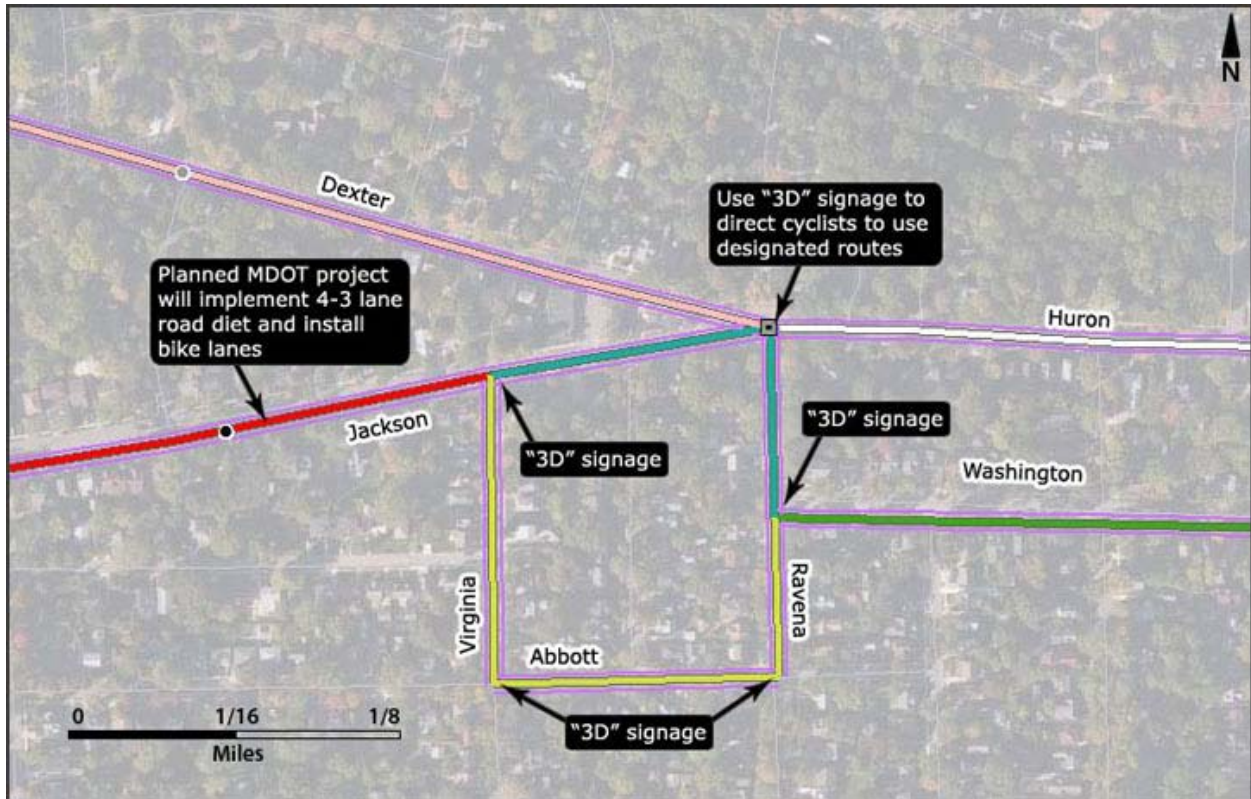 N
Dexter
Use “3D” signage to
direct cyclists to use
designated routes
Planned MDOT project
will implement 4-3 lane
road diet and install
bike lanes
Huron
Jackson
“3D” signage
“3D” signage
Washington
Virginia
Ravena
Abbott
“3D” signage
0 1/16 1/8
Miles